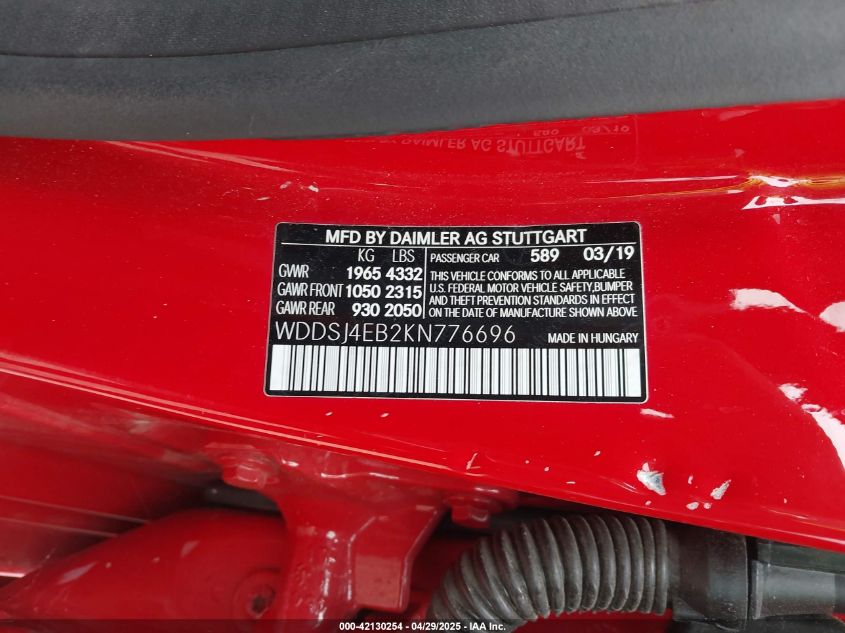 MFD BY DAIMLER AG STUTTGART
KG LBS
GVWR 1965 4332
GAWR FRONT 1050 2315
GAWR REAR 930 2050
PASSENGER CAR 589 03/19
THIS VEHICLE CONFORMS TO ALL APPLICABLE
U.S. FEDERAL MOTOR VEHICLE SAFETY,BUMPER
AND THEFT PREVENTION STANDARDS IN EFFECT
ON THE DATE OF MANUFACTURE SHOWN ABOVE
WDDSJ4EB2KN776696 MADE IN HUNGARY
000-42130254 - 04/29/2025 - IAA Inc.